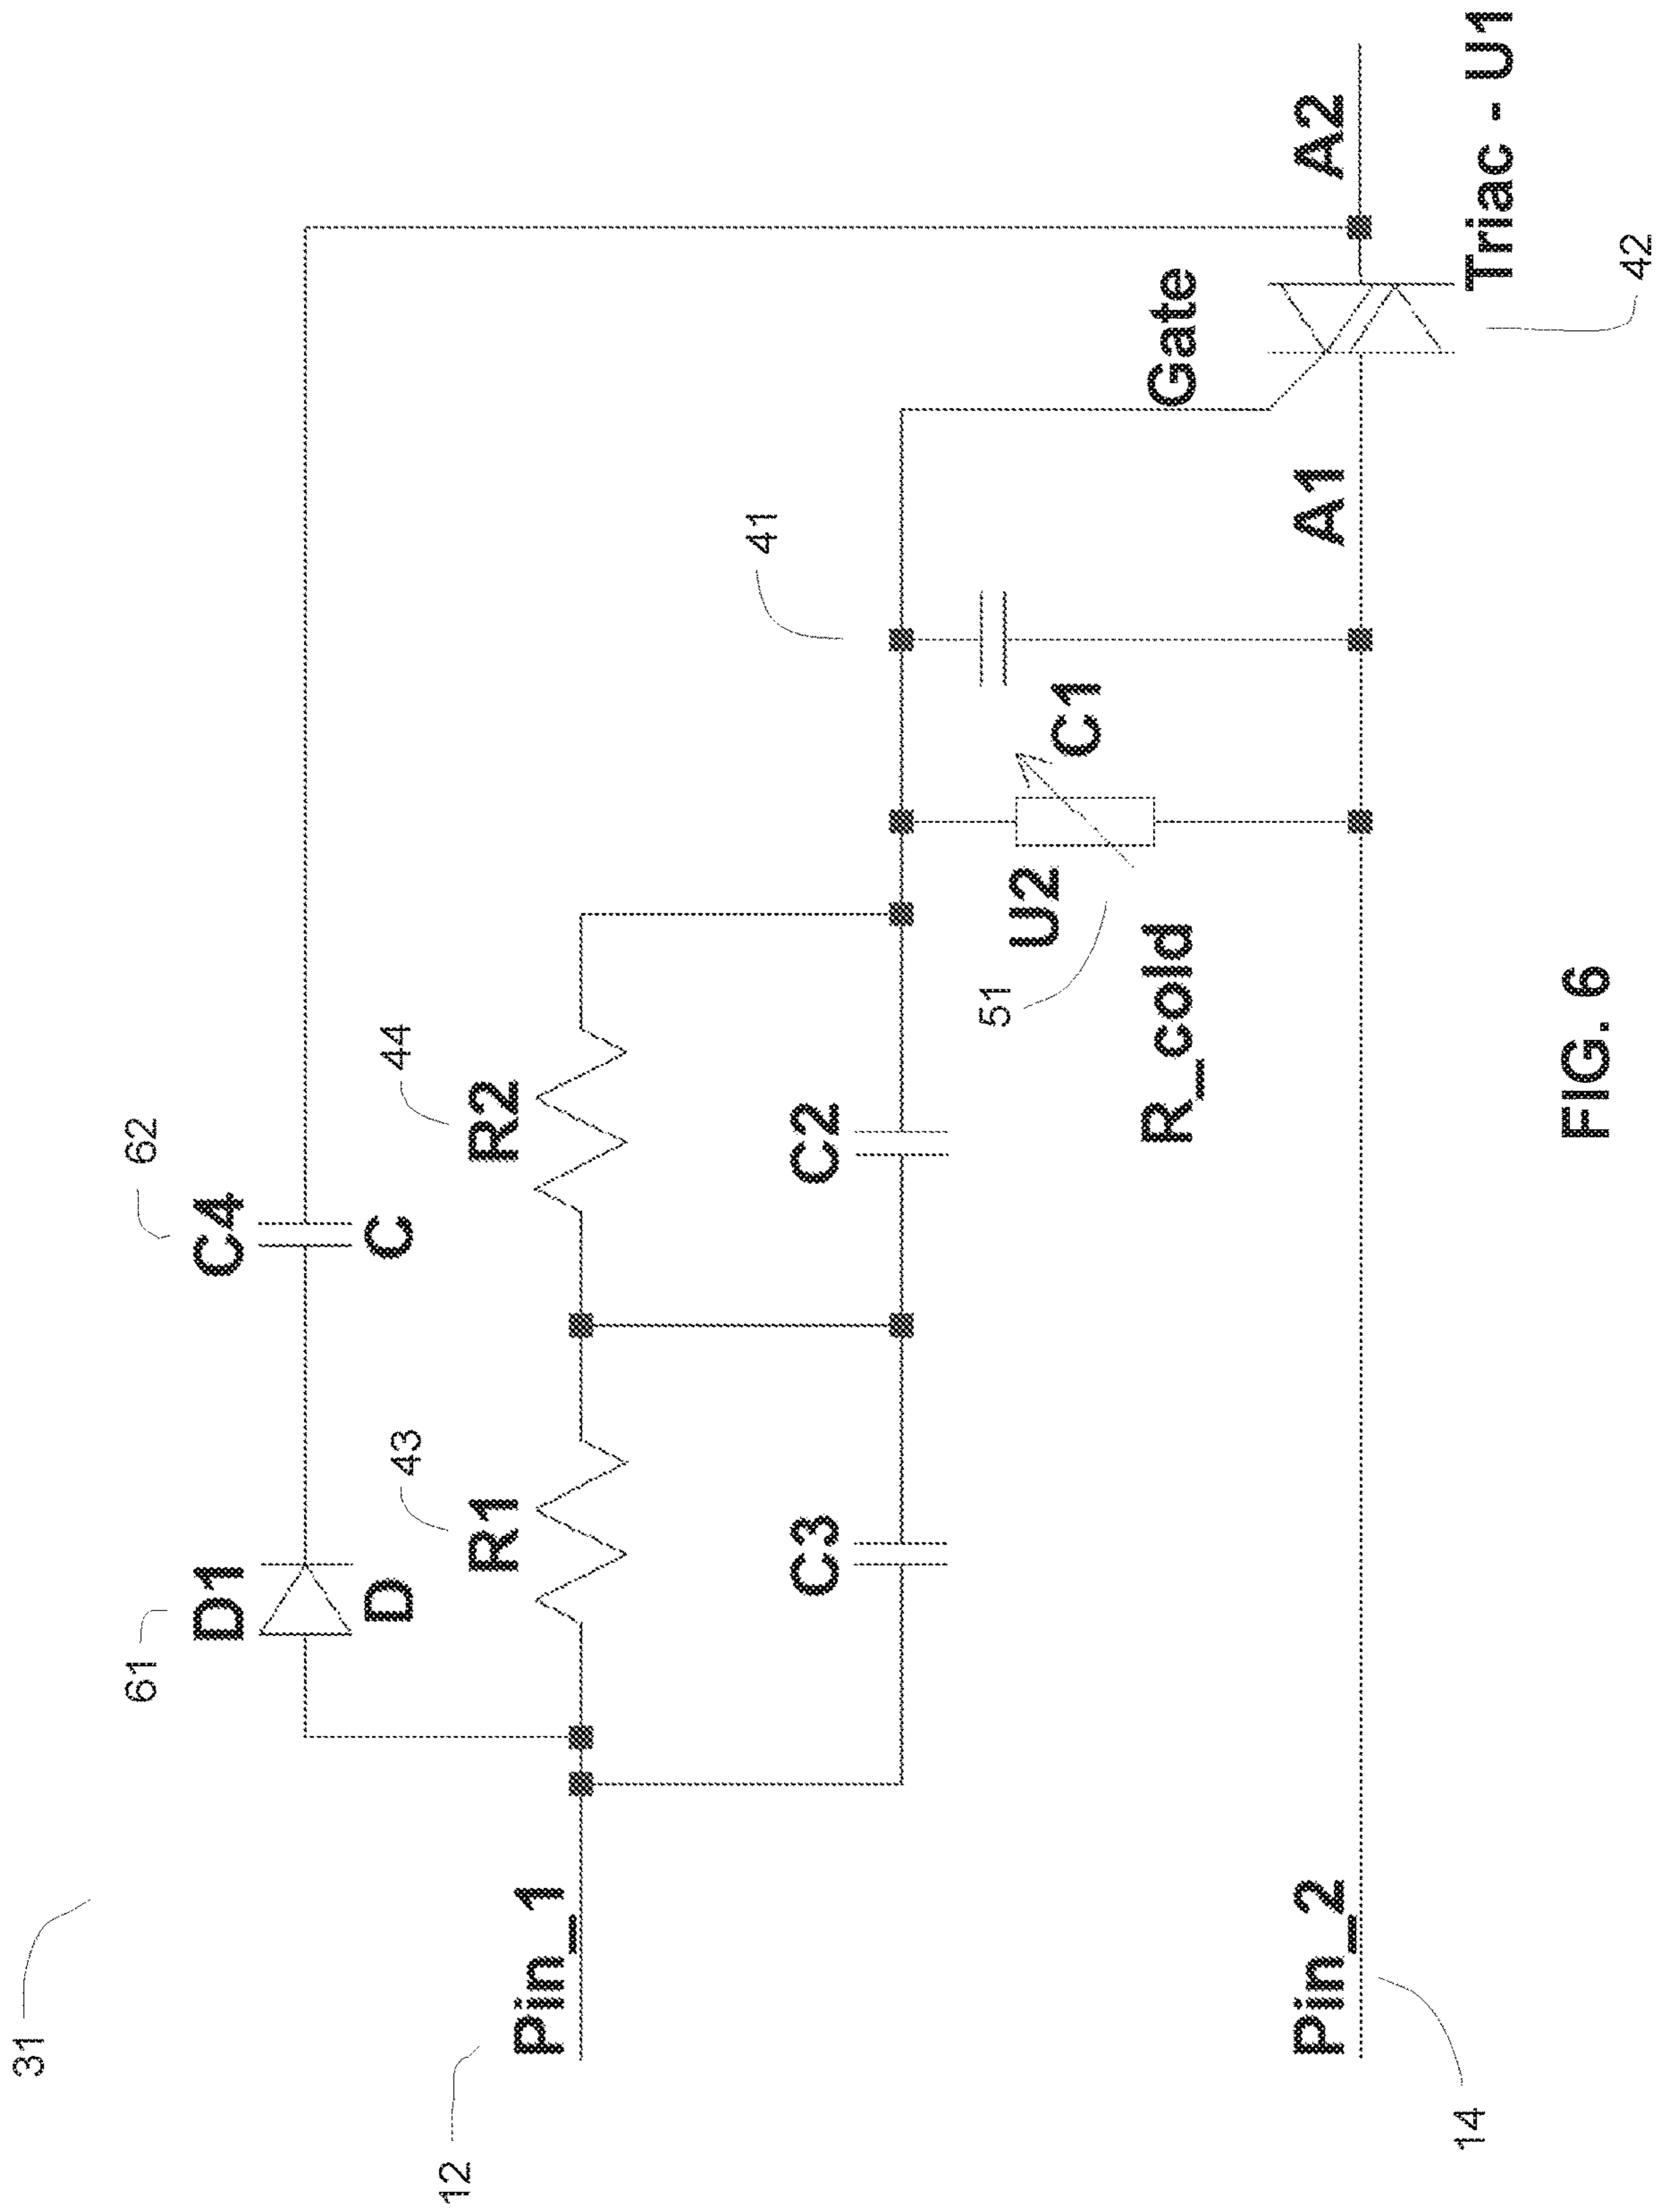 31
61
62
D1
C4
D
C
43
44
R1
R2
12
Pin_1
41
C3
C2
Gate
51
U2
C1
R_cold
14
Pin_2
A1
A2
Triac - U1
42
FIG. 6